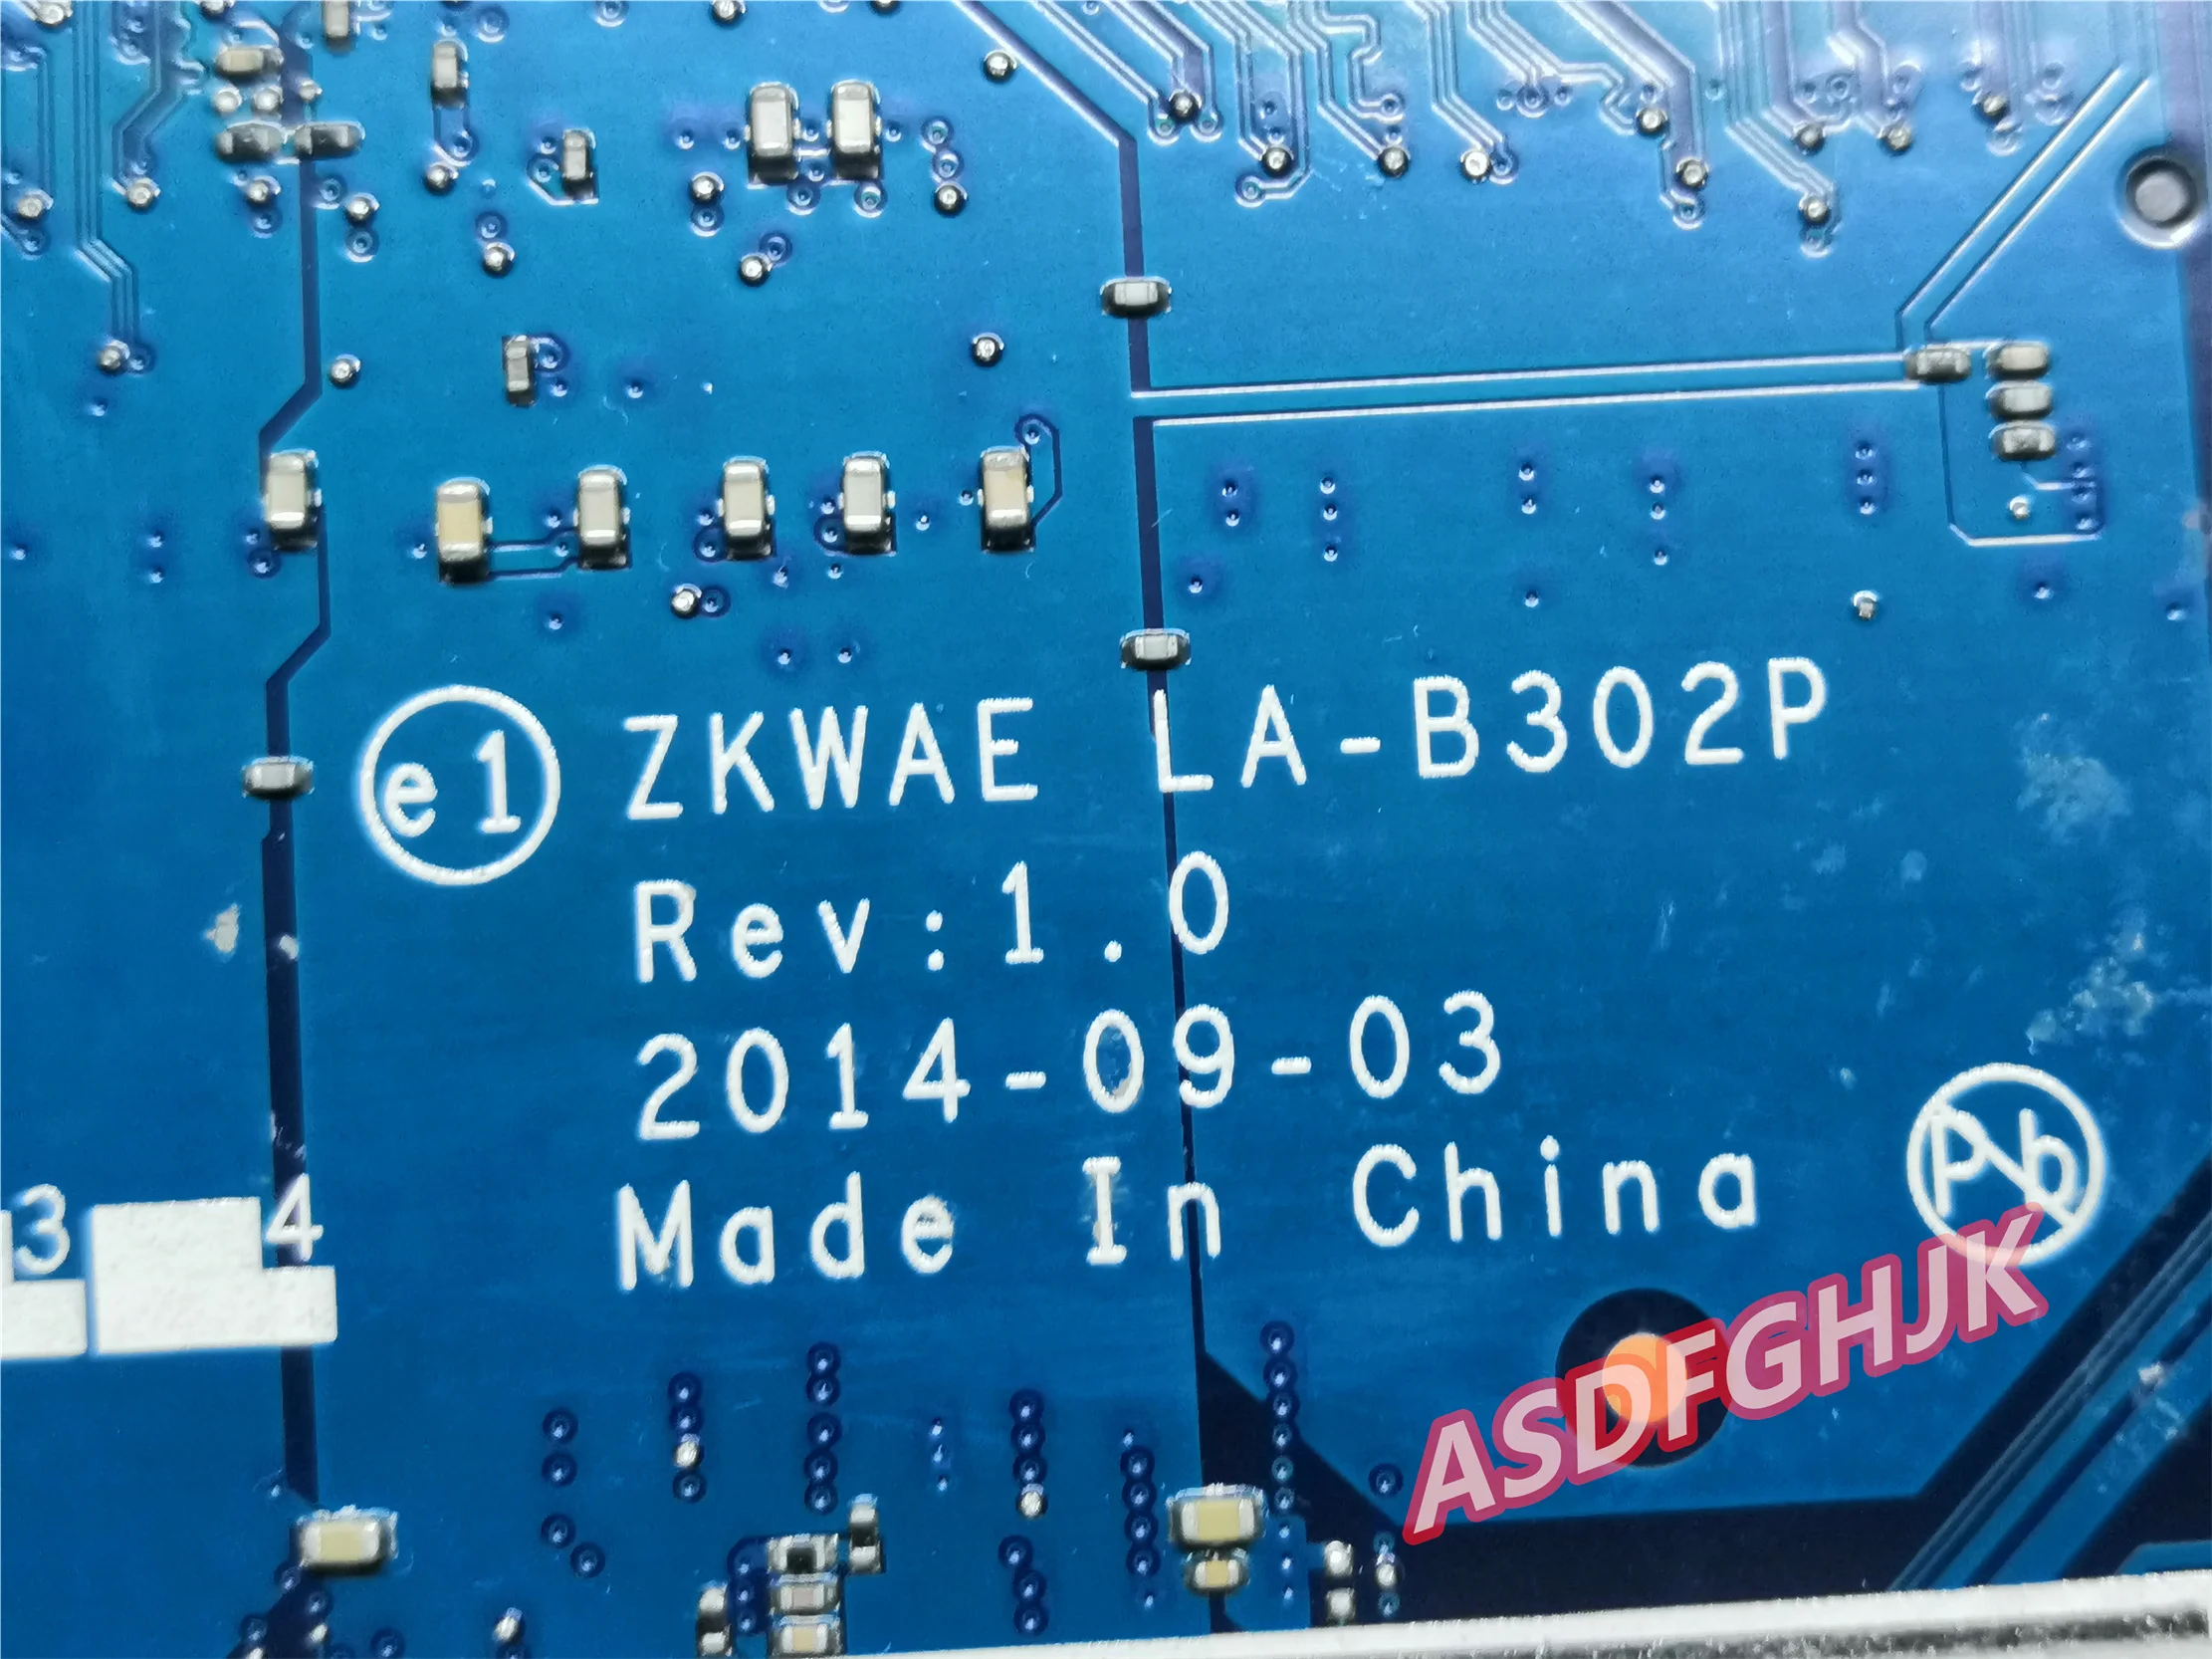 e1 ZKWAE LA-B302P
Rev:1.0
2014-09-03
Made In China
Pb
3 4
ASDFGHJK